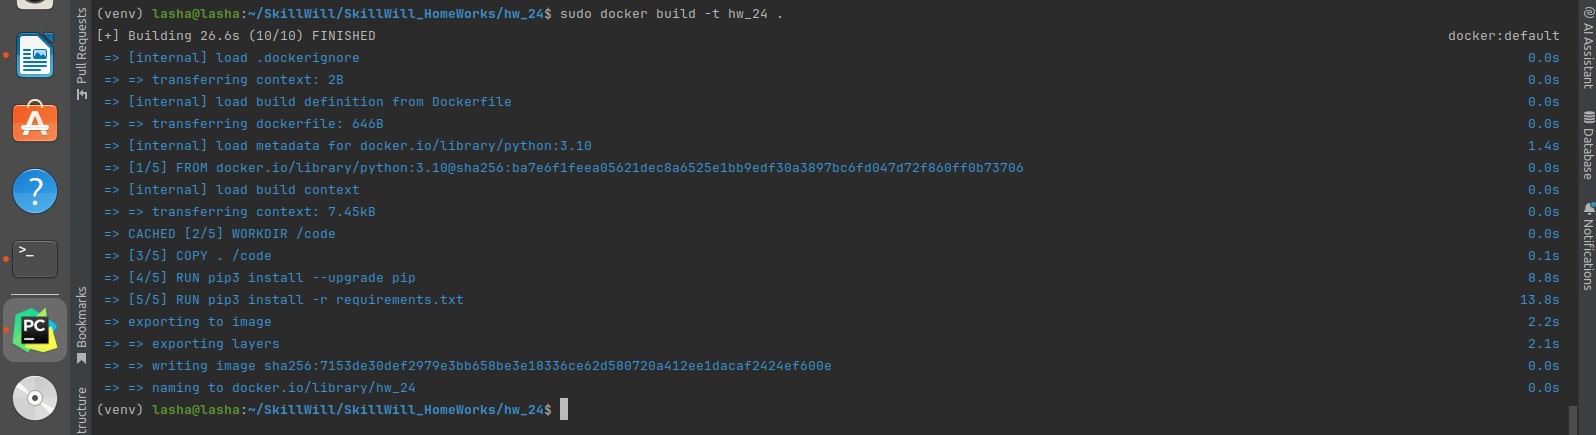 (venv) lasha@lasha:~/SkillWill/SkillWill_HomeWorks/hw_24$ sudo docker build -t hw_24 .
[+] Building 26.6s (10/10) FINISHED docker:default
=> [internal] load .dockerignore 0.0s
=> => transferring context: 2B 0.0s
=> [internal] load build definition from Dockerfile 0.0s
=> => transferring dockerfile: 646B 0.0s
=> [internal] load metadata for docker.io/library/python:3.10 1.4s
=> [1/5] FROM docker.io/library/python:3.10@sha256:ba7e6f1feea05621dec8a6525e1bb9edf30a3897bc6fd047d72f860ff0b73706 0.0s
=> [internal] load build context 0.0s
=> => transferring context: 7.45kB 0.0s
=> CACHED [2/5] WORKDIR /code 0.0s
=> [3/5] COPY . /code 0.1s
=> [4/5] RUN pip3 install --upgrade pip 8.8s
=> [5/5] RUN pip3 install -r requirements.txt 13.8s
=> exporting to image 2.2s
=> => exporting layers 2.1s
=> => writing image sha256:7153de30def2979e3bb658be3e18336ce62d580720a412ee1dacaf2424ef600e 0.0s
=> => naming to docker.io/library/hw_24 0.0s
(venv) lasha@lasha:~/SkillWill/SkillWill_HomeWorks/hw_24$
Pull Requests
Bookmarks
tructure
AI Assistant
Database
Notifications
?
>_
PC